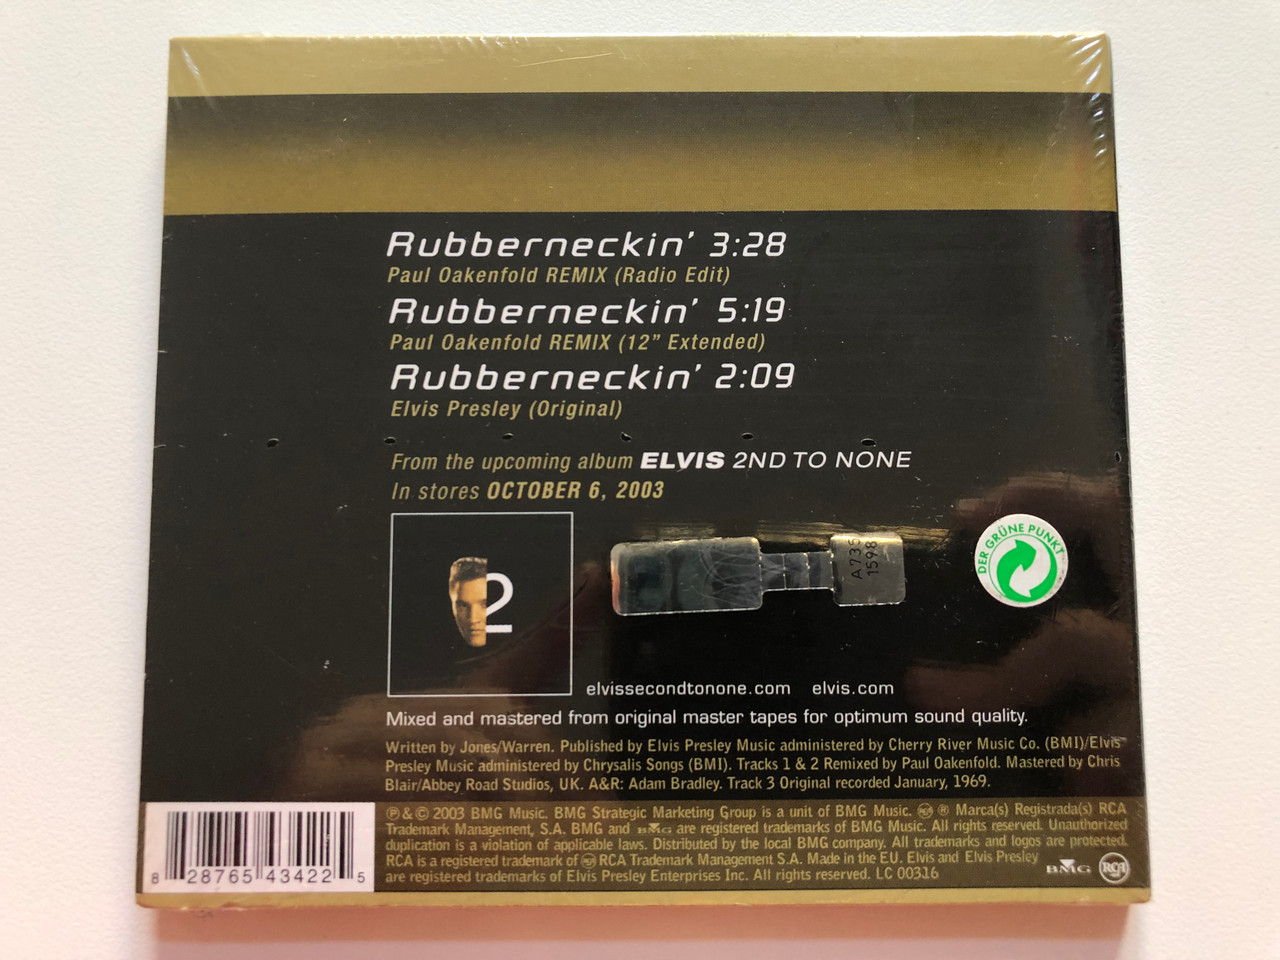 Rubberneckin' 3:28
Paul Oakenfold REMIX (Radio Edit)
Rubberneckin' 5:19
Paul Oakenfold REMIX (12" Extended)
Rubberneckin' 2:09
Elvis Presley (Original)
From the upcoming album ELVIS 2ND TO NONE
In stores OCTOBER 6, 2003
2
A735
1598
DER GRÜNE PUNKT
elvissecondtonone.com elvis.com
Mixed and mastered from original master tapes for optimum sound quality.
Written by Jones/Warren. Published by Elvis Presley Music administered by Cherry River Music Co. (BMI)/Elvis
Presley Music administered by Chrysalis Songs (BMI). Tracks 1 & 2 Remixed by Paul Oakenfold. Mastered by Chris
Blair/Abbey Road Studios, UK. A&R: Adam Bradley. Track 3 Original recorded January, 1969.
℗ & © 2003 BMG Music. BMG Strategic Marketing Group is a unit of BMG Music. RCA ® Marca(s) Registrada(s) RCA
Trademark Management, S.A. BMG and BMG are registered trademarks of BMG Music. All rights reserved. Unauthorized
duplication is a violation of applicable laws. Distributed by the local BMG company. All trademarks and logos are protected.
RCA is a registered trademark of RCA RCA Trademark Management S.A. Made in the EU. Elvis and Elvis Presley
are registered trademarks of Elvis Presley Enterprises Inc. All rights reserved. LC 00316
BMG RCA
8 28765 43422 5